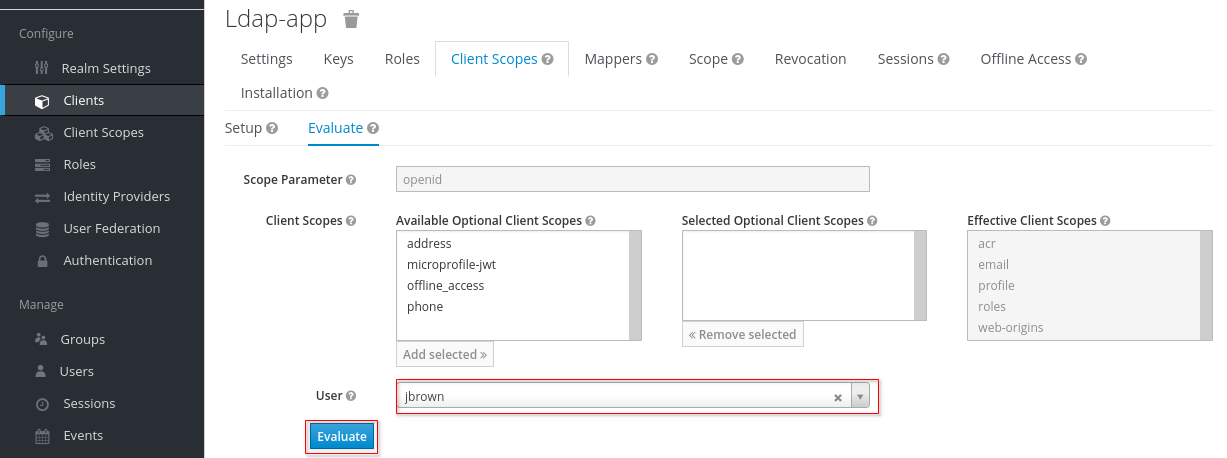 Ldap-app
Configure
Realm Settings
Clients
Client Scopes
Roles
Identity Providers
User Federation
Authentication
Manage
Groups
Users
Sessions
Events
Settings Keys Roles Client Scopes Mappers Scope Revocation Sessions Offline Access
Installation
Setup Evaluate
Scope Parameter openid
Client Scopes Available Optional Client Scopes Selected Optional Client Scopes Effective Client Scopes
address
microprofile-jwt
offline_access
phone
Add selected »
« Remove selected
acr
email
profile
roles
web-origins
User jbrown
Evaluate